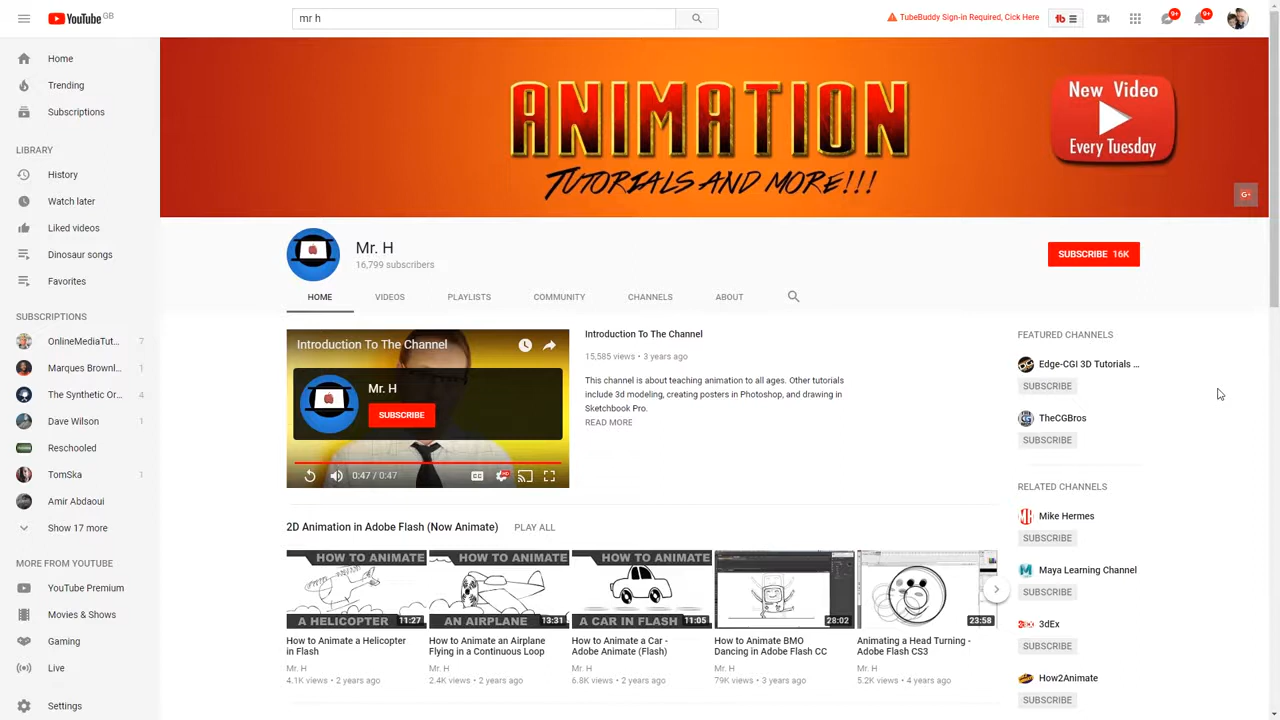 YouTube GB
mr h
TubeBuddy Sign-in Required, Click Here
tb
9+
9+
Home
Trending
Subscriptions
LIBRARY
History
Watch later
Liked videos
Dinosaur songs
Favorites
SUBSCRIPTIONS
OnlineMediaTut... 7
Marques Brownl... 1
The Synthetic Or... 4
Dave Wilson 1
Reschooled
TomSka 1
Amir Abdaoui
Show 17 more
MORE FROM YOUTUBE
YouTube Premium
Movies & Shows
Gaming
Live
Settings
ANIMATION
TUTORIALS AND MORE!!!
New Video
Every Tuesday
G+
Mr. H
16,799 subscribers
SUBSCRIBE 16K
HOME
VIDEOS
PLAYLISTS
COMMUNITY
CHANNELS
ABOUT
Introduction To The Channel
Mr. H
SUBSCRIBE
0:47 / 0:47
CC
HD
Introduction To The Channel
15,585 views • 3 years ago
This channel is about teaching animation to all ages. Other tutorials
include 3d modeling, creating posters in Photoshop, and drawing in
Sketchbook Pro.
READ MORE
2D Animation in Adobe Flash (Now Animate) PLAY ALL
HOW TO ANIMATE
A HELICOPTER
11:27
How to Animate a Helicopter
in Flash
Mr. H
4.1K views • 2 years ago
HOW TO ANIMATE
AN AIRPLANE
13:31
How to Animate an Airplane
Flying in a Continuous Loop
Mr. H
2.4K views • 2 years ago
HOW TO ANIMATE
A CAR IN FLASH
11:05
How to Animate a Car -
Adobe Animate (Flash)
Mr. H
6.8K views • 2 years ago
28:02
How to Animate BMO
Dancing in Adobe Flash CC
Mr. H
79K views • 3 years ago
23:58
Animating a Head Turning -
Adobe Flash CS3
Mr. H
5.2K views • 4 years ago
FEATURED CHANNELS
Edge-CGI 3D Tutorials ...
SUBSCRIBE
TheCGBros
SUBSCRIBE
RELATED CHANNELS
Mike Hermes
SUBSCRIBE
Maya Learning Channel
SUBSCRIBE
3dEx
SUBSCRIBE
How2Animate
SUBSCRIBE